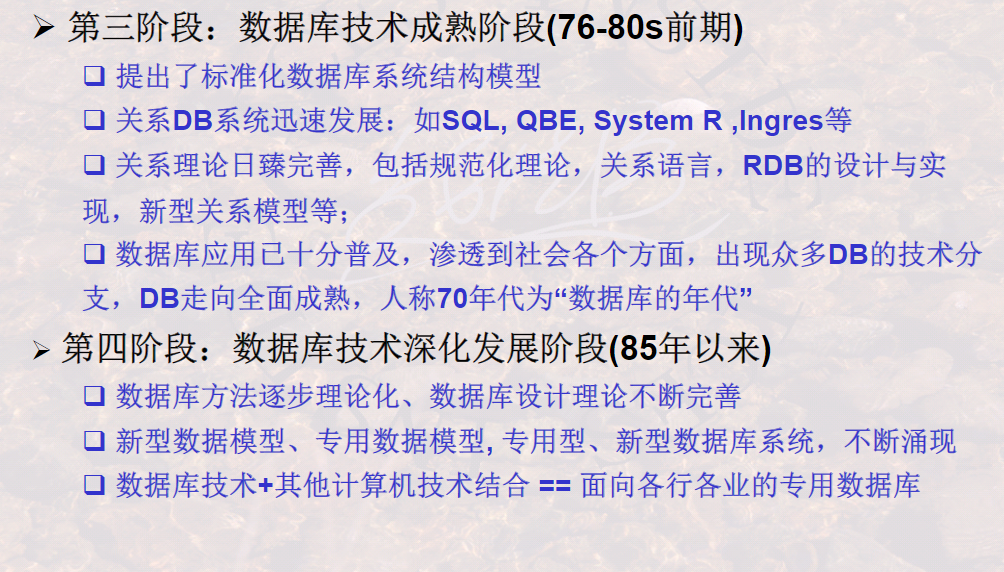 第三阶段：数据库技术成熟阶段(76-80s前期)
提出了标准化数据库系统结构模型
关系DB系统迅速发展：如SQL, QBE, System R ,Ingres等
关系理论日臻完善，包括规范化理论，关系语言，RDB的设计与实
现，新型关系模型等；
数据库应用已十分普及，渗透到社会各个方面，出现众多DB的技术分
支，DB走向全面成熟，人称70年代为“数据库的年代”
第四阶段：数据库技术深化发展阶段(85年以来)
数据库方法逐步理论化、数据库设计理论不断完善
新型数据模型、专用数据模型, 专用型、新型数据库系统，不断涌现
数据库技术+其他计算机技术结合 == 面向各行各业的专用数据库